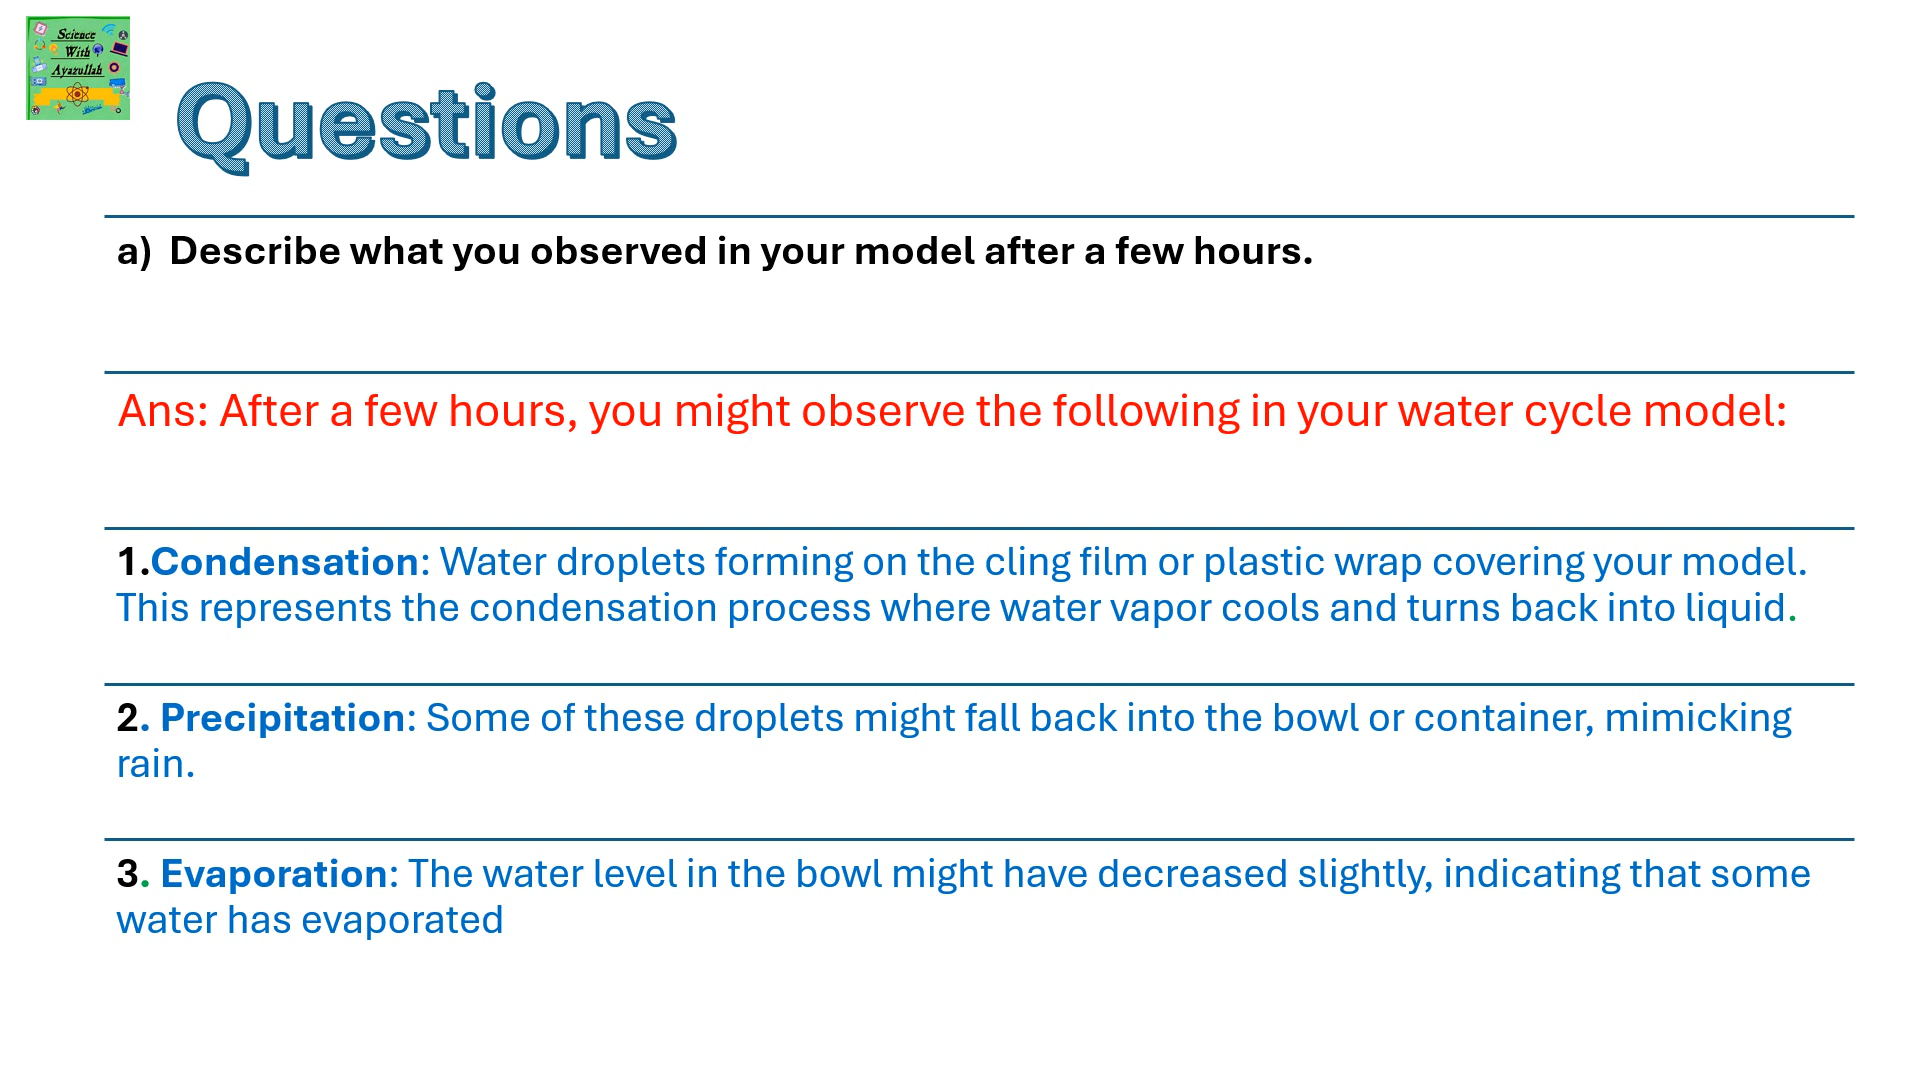 Science
With
Ayazullah
Questions
a) Describe what you observed in your model after a few hours.
Ans: After a few hours, you might observe the following in your water cycle model:
1.Condensation: Water droplets forming on the cling film or plastic wrap covering your model.
This represents the condensation process where water vapor cools and turns back into liquid.
2. Precipitation: Some of these droplets might fall back into the bowl or container, mimicking
rain.
3. Evaporation: The water level in the bowl might have decreased slightly, indicating that some
water has evaporated